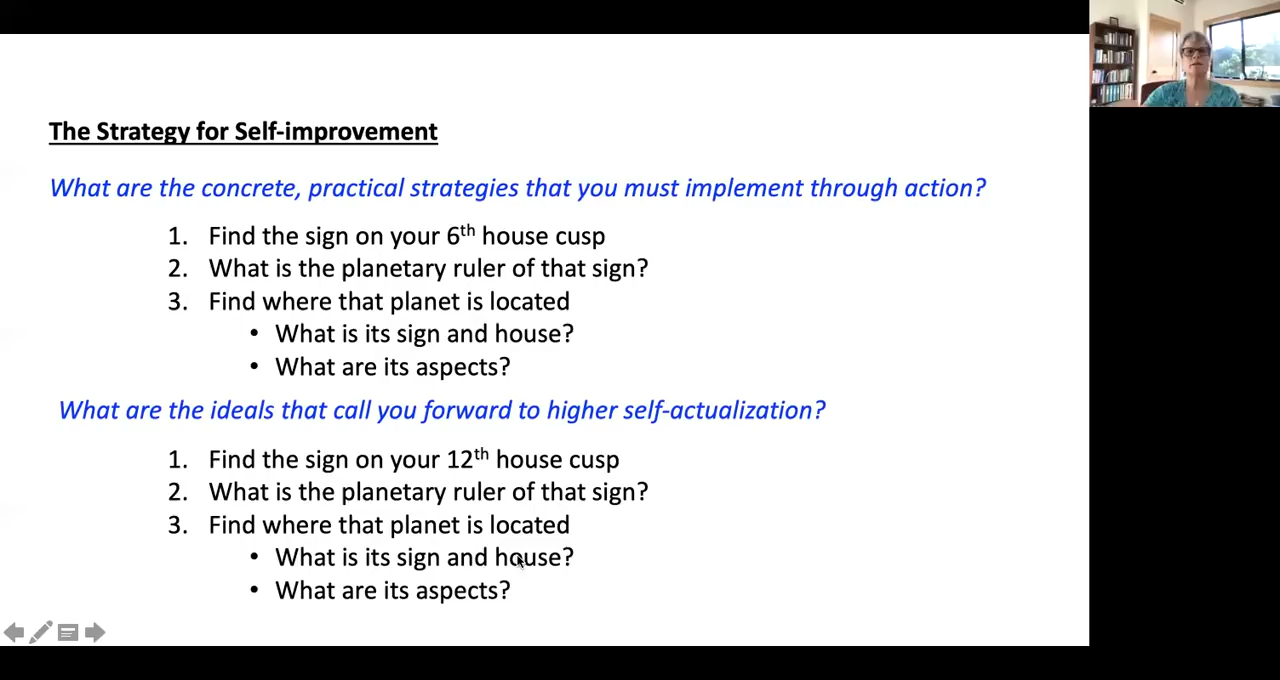 The Strategy for Self-improvement
What are the concrete, practical strategies that you must implement through action?
1. Find the sign on your 6th house cusp
2. What is the planetary ruler of that sign?
3. Find where that planet is located
• What is its sign and house?
• What are its aspects?
What are the ideals that call you forward to higher self-actualization?
1. Find the sign on your 12th house cusp
2. What is the planetary ruler of that sign?
3. Find where that planet is located
• What is its sign and house?
• What are its aspects?